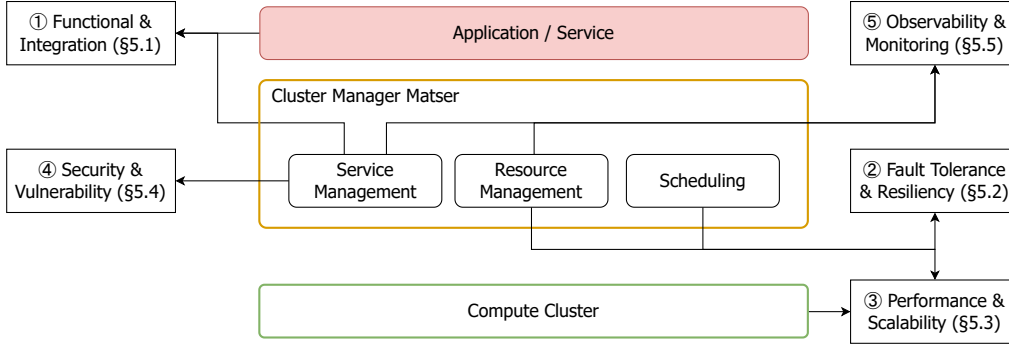 ① Functional &
Integration (§5.1)
Application / Service
⑤ Observability &
Monitoring (§5.5)
Cluster Manager Matser
④ Security &
Vulnerability (§5.4)
Service
Management
Resource
Management
Scheduling
② Fault Tolerance
& Resiliency (§5.2)
Compute Cluster
③ Performance &
Scalability (§5.3)